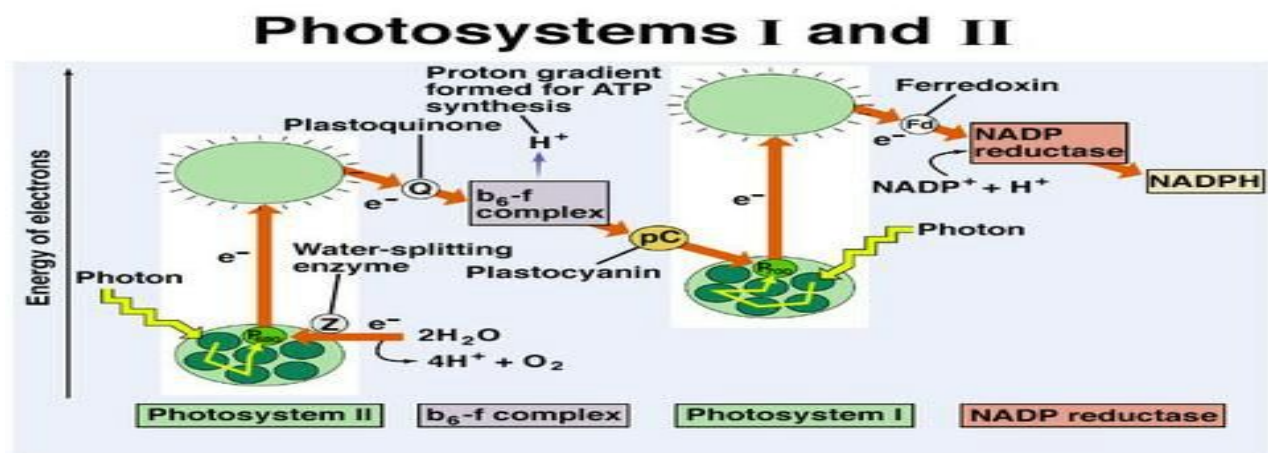 Photosystems I and II
Energy of electrons
Proton gradient
formed for ATP
synthesis
H⁺
Plastoquinone
Q
e⁻
b₆-f
complex
Water-splitting
enzyme
Z
e⁻
Photon
e⁻
2H₂O
4H⁺ + O₂
pC
Plastocyanin
Ferredoxin
Fd
e⁻
NADP
reductase
NADP⁺ + H⁺
NADPH
e⁻
Photon
Photosystem II
b₆-f complex
Photosystem I
NADP reductase